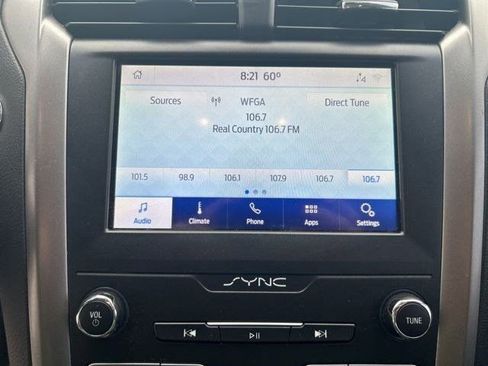 8:21 60°
4
Sources WFGA Direct Tune
106.7
Real Country 106.7 FM
101.5 98.9 106.1 107.9 106.7 106.7
Audio Climate Phone Apps Settings
SYNC
VOL
TUNE